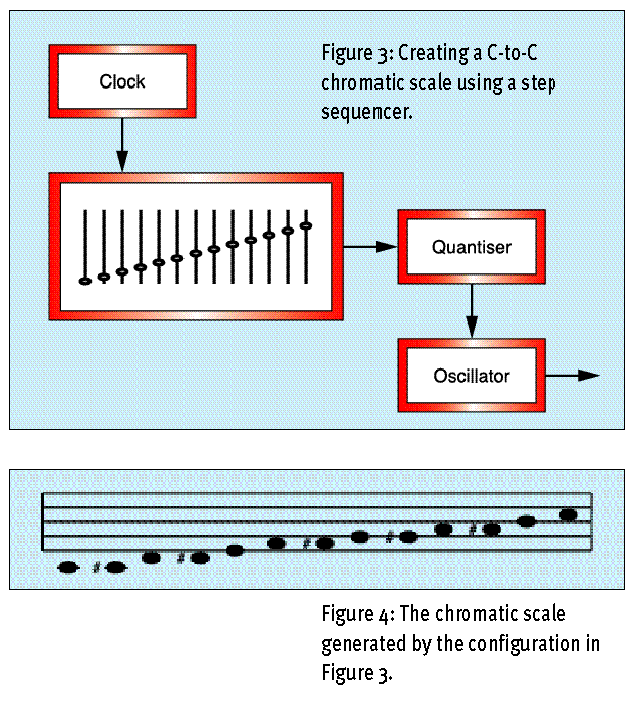 Clock
Figure 3: Creating a C-to-C
chromatic scale using a step
sequencer.
Quantiser
Oscillator
# # # # #
Figure 4: The chromatic scale
generated by the configuration in
Figure 3.